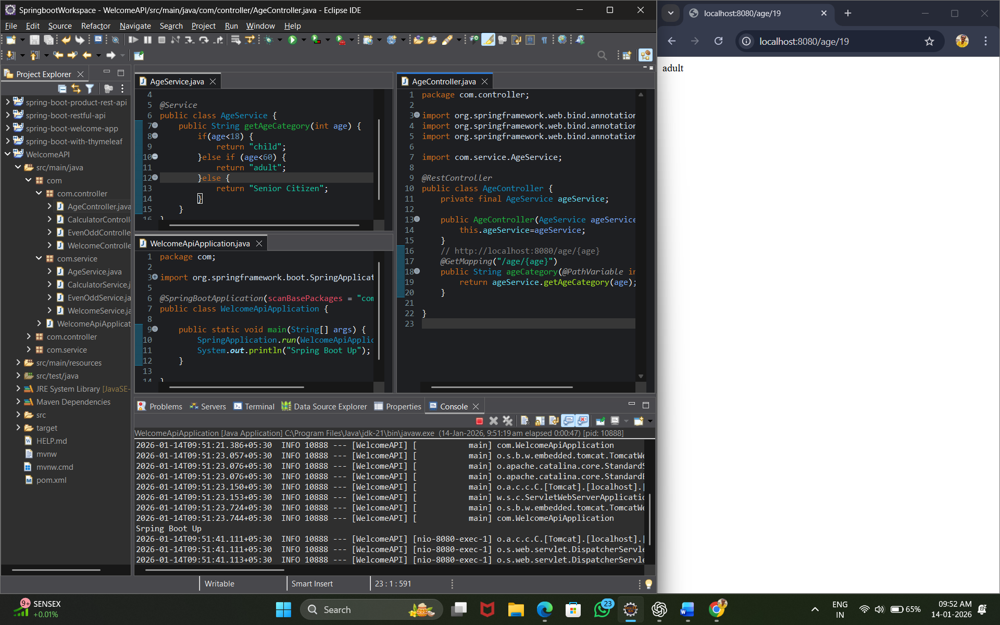 SpringbootWorkspace - WelcomeAPI/src/main/java/com/controller/AgeController.java - Eclipse IDE
File Edit Source Refactor Navigate Search Project Run Window Help
Project Explorer
spring-boot-product-rest-api
spring-boot-restful-api
spring-boot-welcome-app
spring-boot-with-thymeleaf
WelcomeAPI
src/main/java
com
com.controller
AgeController.java
CalculatorControll
EvenOddControlle
WelcomeControlle
com.service
AgeService.java
CalculatorService.j
EvenOddService.ja
WelcomeService.ja
WelcomeApiApplicat
com.controller
com.service
src/main/resources
src/test/java
JRE System Library [JavaSE-
Maven Dependencies
src
target
HELP.md
mvnw
mvnw.cmd
pom.xml
AgeService.java
4
5 @Service
6 public class AgeService {
7 public String getAgeCategory(int age) {
8 if(age<18) {
9 return "child";
10 }else if (age<60) {
11 return "adult";
12 }else {
13 return "Senior Citizen";
14 }
15 }
16 }
WelcomeApiApplication.java
1 package com;
2
3 import org.springframework.boot.SpringApplicat
5
6 @SpringBootApplication(scanBasePackages = "com
7 public class WelcomeApiApplication {
8
9 public static void main(String[] args) {
10 SpringApplication.run(WelcomeApiApplic
11 System.out.println("Srping Boot Up");
12 }
13
14 }
AgeController.java
1 package com.controller;
2
3 import org.springframework.web.bind.annotation
4 import org.springframework.web.bind.annotation
5 import org.springframework.web.bind.annotation
6
7 import com.service.AgeService;
8
9 @RestController
10 public class AgeController {
11 private final AgeService ageService;
12
13 public AgeController(AgeService ageService
14 this.ageService=ageService;
15 }
16 // http://localhost:8080/age/{age}
17 @GetMapping("/age/{age}")
18 public String ageCategory(@PathVariable in
19 return ageService.getAgeCategory(age);
20 }
21
22 }
23
Problems Servers Terminal Data Source Explorer Properties Console
WelcomeApiApplication [Java Application] C:\Program Files\Java\jdk-21\bin\javaw.exe (14-Jan-2026, 9:51:19 am elapsed 0:00:47) [pid: 10888]
2026-01-14T09:51:21.386+05:30 INFO 10888 --- [WelcomeAPI] [ main] com.WelcomeApiApplication
2026-01-14T09:51:23.057+05:30 INFO 10888 --- [WelcomeAPI] [ main] o.s.b.w.embedded.tomcat.TomcatWe
2026-01-14T09:51:23.076+05:30 INFO 10888 --- [WelcomeAPI] [ main] o.apache.catalina.core.StandardS
2026-01-14T09:51:23.076+05:30 INFO 10888 --- [WelcomeAPI] [ main] o.apache.catalina.core.StandardE
2026-01-14T09:51:23.150+05:30 INFO 10888 --- [WelcomeAPI] [ main] o.a.c.c.C.[Tomcat].[localhost].[
2026-01-14T09:51:23.153+05:30 INFO 10888 --- [WelcomeAPI] [ main] w.s.c.ServletWebServerApplicatio
2026-01-14T09:51:23.724+05:30 INFO 10888 --- [WelcomeAPI] [ main] o.s.b.w.embedded.tomcat.TomcatWe
2026-01-14T09:51:23.744+05:30 INFO 10888 --- [WelcomeAPI] [ main] com.WelcomeApiApplication
Srping Boot Up
2026-01-14T09:51:41.111+05:30 INFO 10888 --- [WelcomeAPI] [nio-8080-exec-1] o.a.c.c.C.[Tomcat].[localhost].[
2026-01-14T09:51:41.111+05:30 INFO 10888 --- [WelcomeAPI] [nio-8080-exec-1] o.s.web.servlet.DispatcherServle
2026-01-14T09:51:41.113+05:30 INFO 10888 --- [WelcomeAPI] [nio-8080-exec-1] o.s.web.servlet.DispatcherServle
Writable Smart Insert 23 : 1 : 591
localhost:8080/age/19
localhost:8080/age/19
adult
9+ SENSEX
+0.01%
Search
23
ENG
IN
65%
09:52 AM
14-01-2026